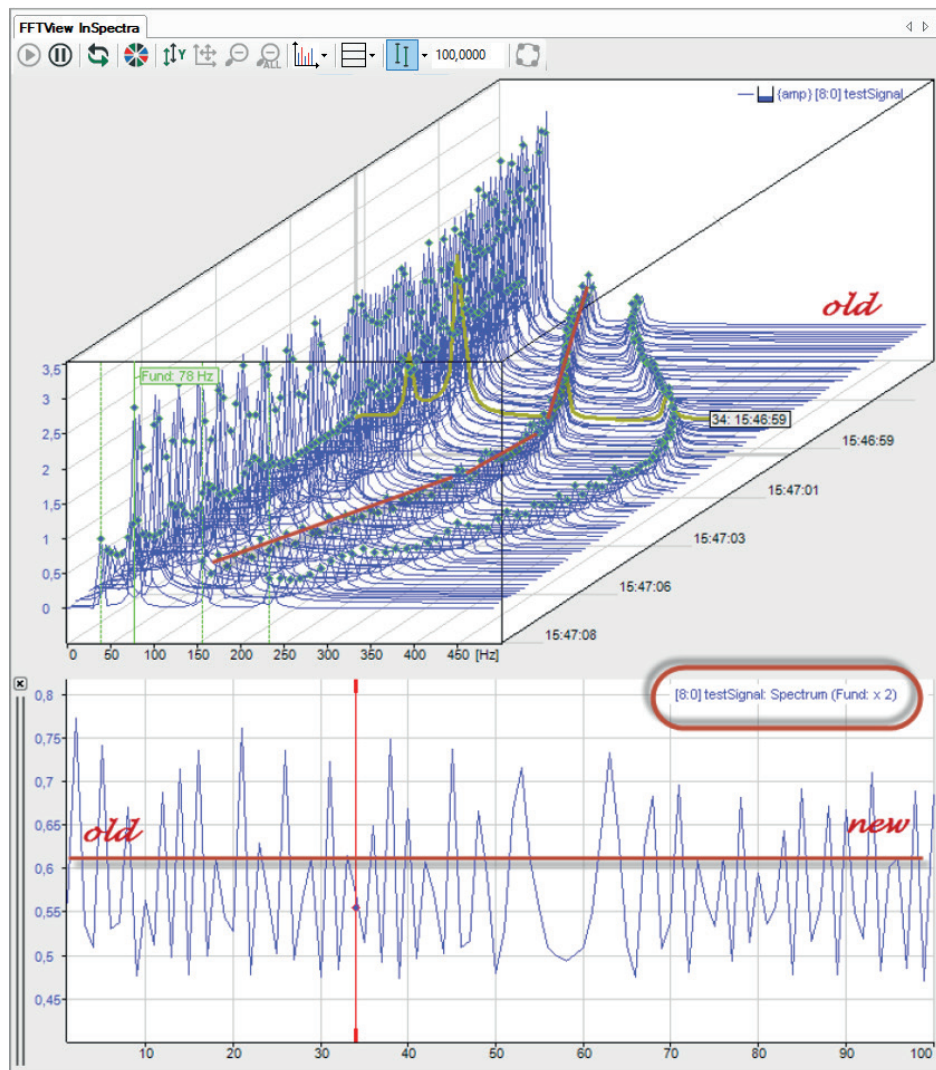 FFTView InSpectra
ALL
100,0000
{amp} [8:0] testSignal
old
3,5
Fund: 78 Hz
3
34: 15:46:59
2,5
15:46:59
2
15:47:01
1,5
15:47:03
1
0,5
15:47:06
0
15:47:08
0 50 100 150 200 250 300 350 400 450 [Hz]
[8:0] testSignal: Spectrum (Fund: x 2)
0,8
0,75
0,7
0,65
old
new
0,6
0,55
0,5
0,45
10 20 30 40 50 60 70 80 90 100